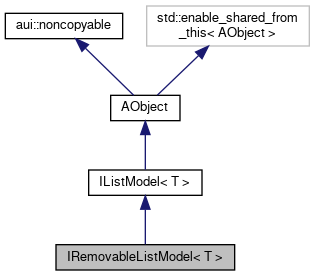 aui::noncopyable
std::enable_shared_from
_this< AObject >
AObject
IListModel< T >
IRemovableListModel< T >